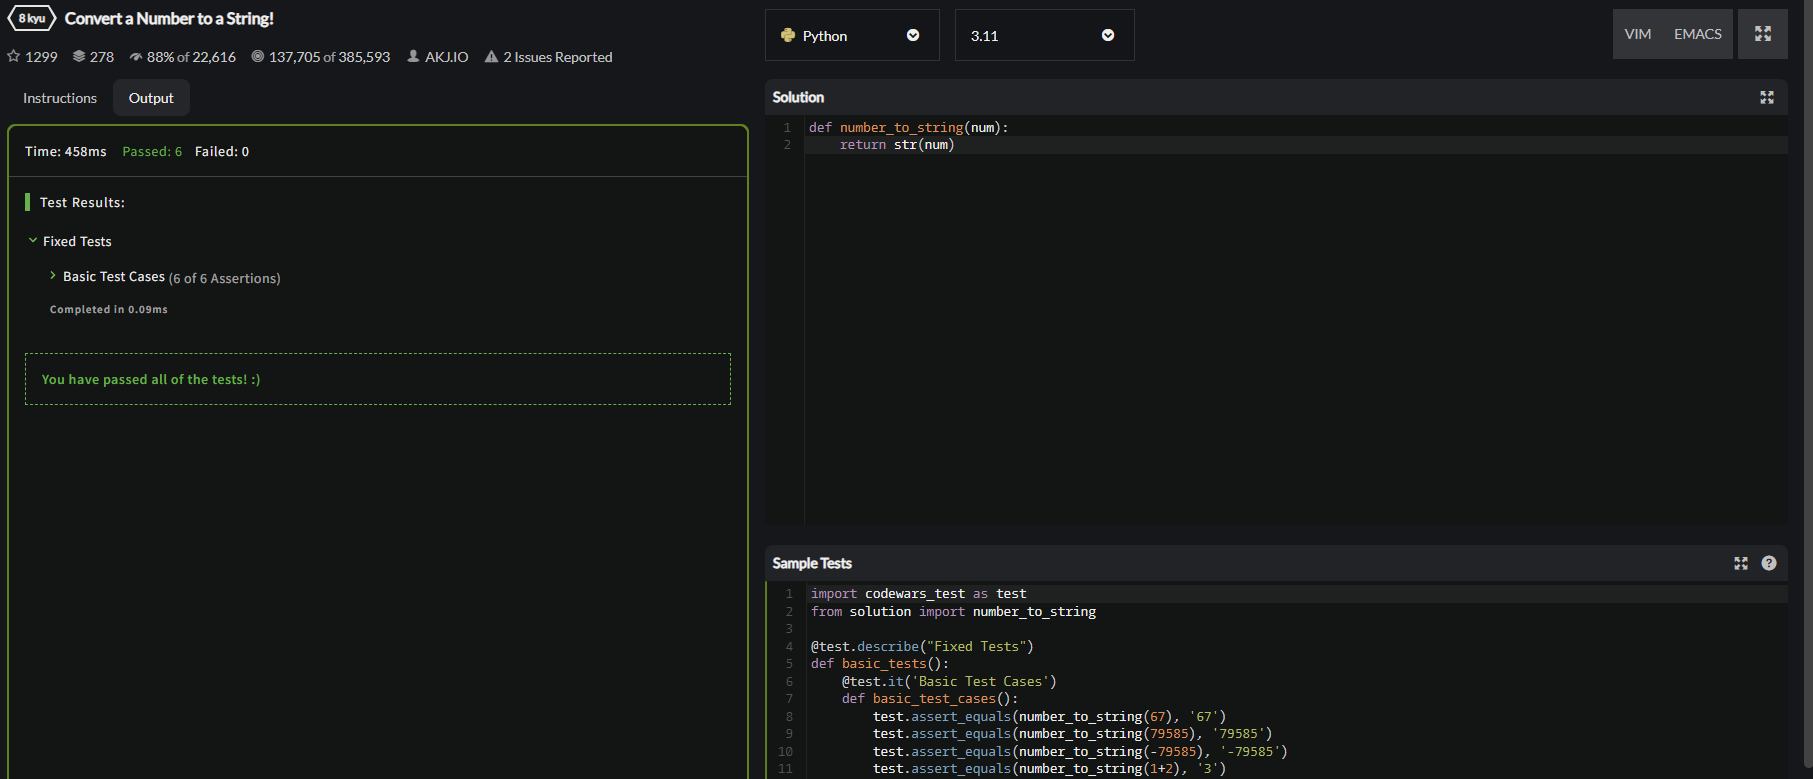 8 kyu Convert a Number to a String!
1299 278 88% of 22,616 137,705 of 385,593 AKJ.IO 2 Issues Reported
Instructions Output
Time: 458ms Passed: 6 Failed: 0
Test Results:
Fixed Tests
Basic Test Cases (6 of 6 Assertions)
Completed in 0.09ms
You have passed all of the tests! :)
Python 3.11 VIM EMACS
Solution
1 def number_to_string(num):
2     return str(num)
Sample Tests ?
1 import codewars_test as test
2 from solution import number_to_string
3
4 @test.describe("Fixed Tests")
5 def basic_tests():
6     @test.it('Basic Test Cases')
7     def basic_test_cases():
8         test.assert_equals(number_to_string(67), '67')
9         test.assert_equals(number_to_string(79585), '79585')
10         test.assert_equals(number_to_string(-79585), '-79585')
11         test.assert_equals(number_to_string(1+2), '3')